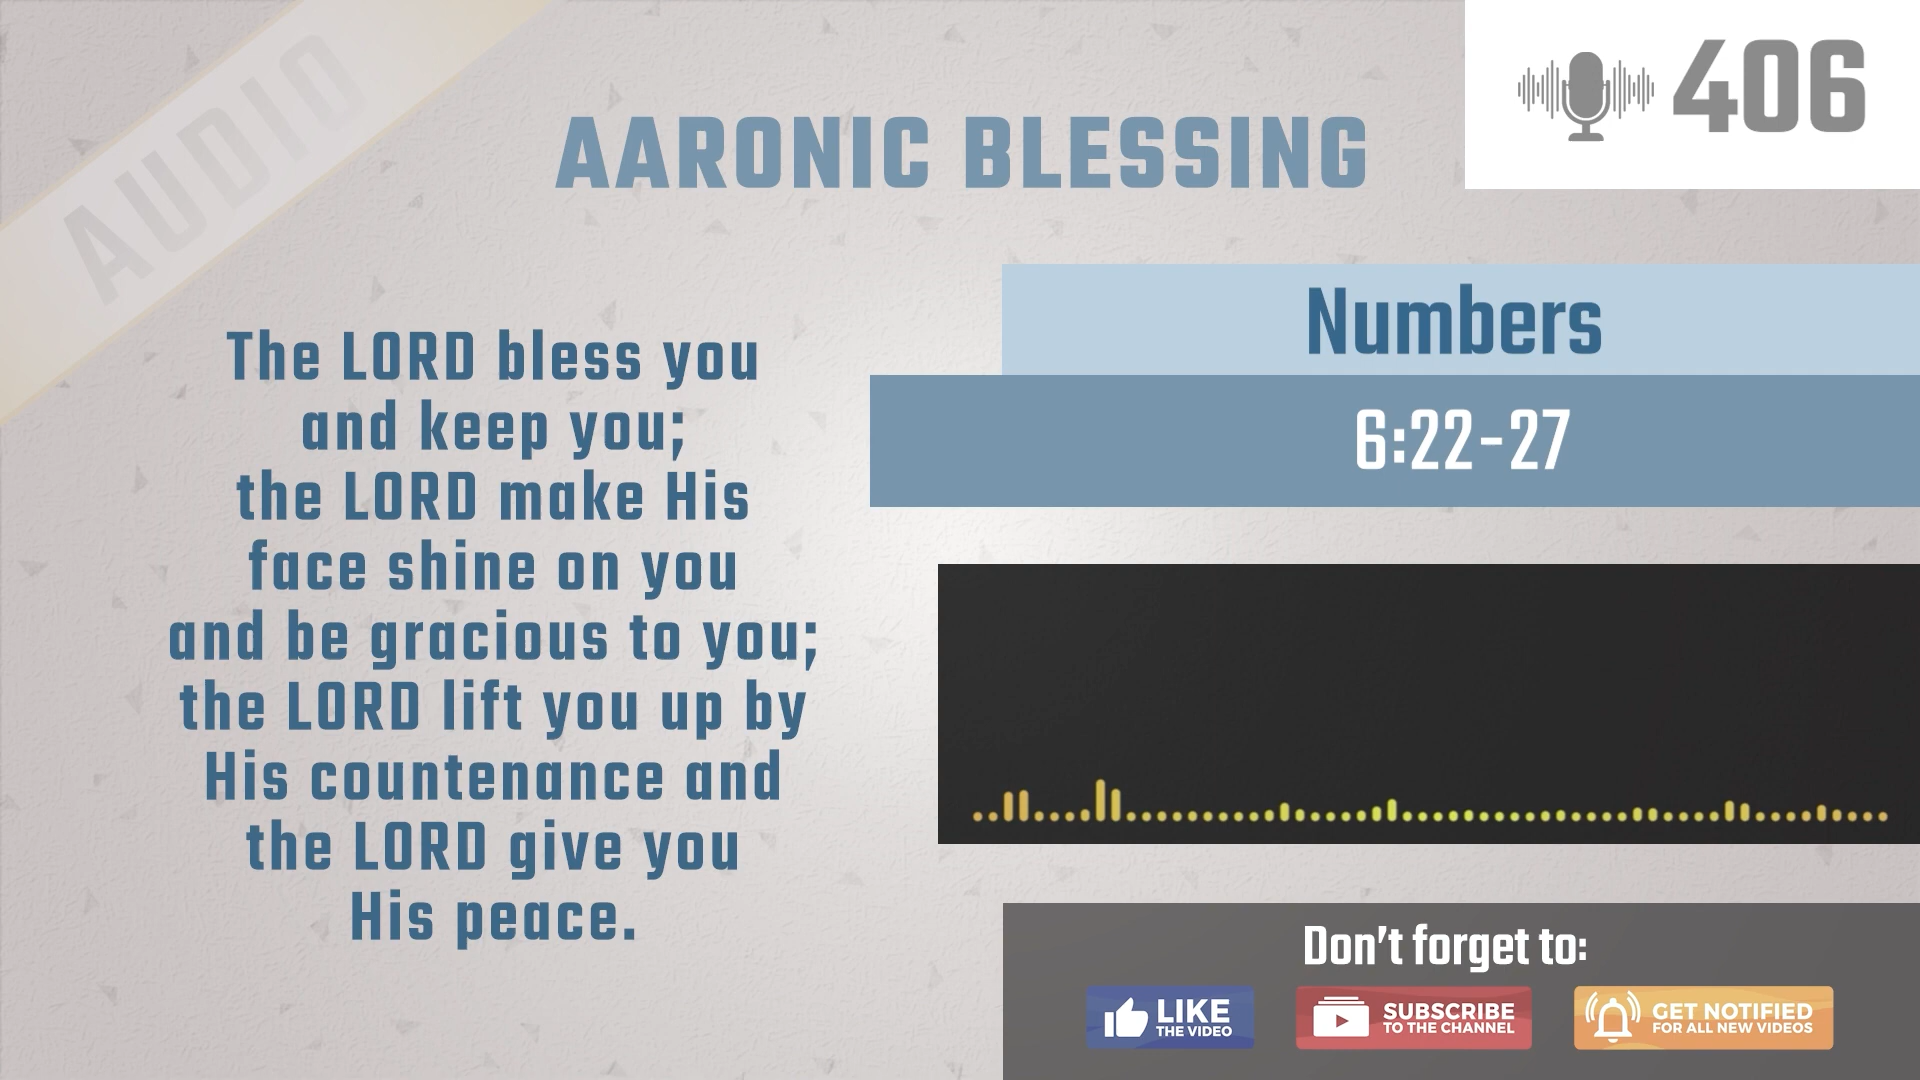 AUDIO
406
AARONIC BLESSING
Numbers
6:22-27
The LORD bless you
and keep you;
the LORD make His
face shine on you
and be gracious to you;
the LORD lift you up by
His countenance and
the LORD give you
His peace.
Don't forget to:
LIKE
THE VIDEO
SUBSCRIBE
TO THE CHANNEL
GET NOTIFIED
FOR ALL NEW VIDEOS